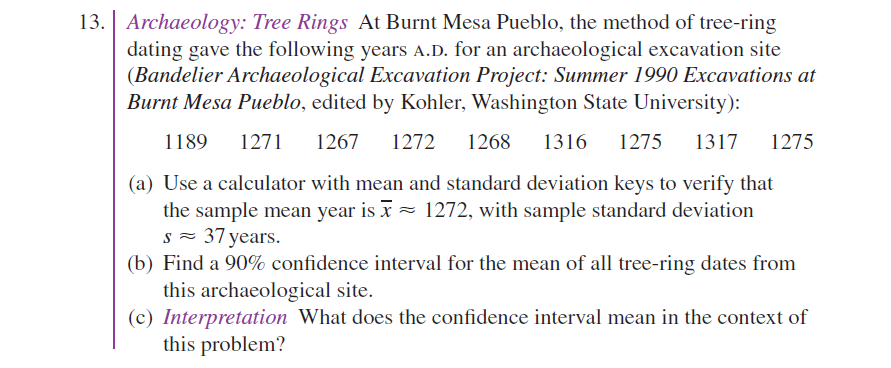 13. Archaeology: Tree Rings At Burnt Mesa Pueblo, the method of tree-ring
dating gave the following years A.D. for an archaeological excavation site
(Bandelier Archaeological Excavation Project: Summer 1990 Excavations at
Burnt Mesa Pueblo, edited by Kohler, Washington State University):
1189 1271 1267 1272 1268 1316 1275 1317 1275
(a) Use a calculator with mean and standard deviation keys to verify that
the sample mean year is x̄ ≈ 1272, with sample standard deviation
s ≈ 37 years.
(b) Find a 90% confidence interval for the mean of all tree-ring dates from
this archaeological site.
(c) Interpretation What does the confidence interval mean in the context of
this problem?